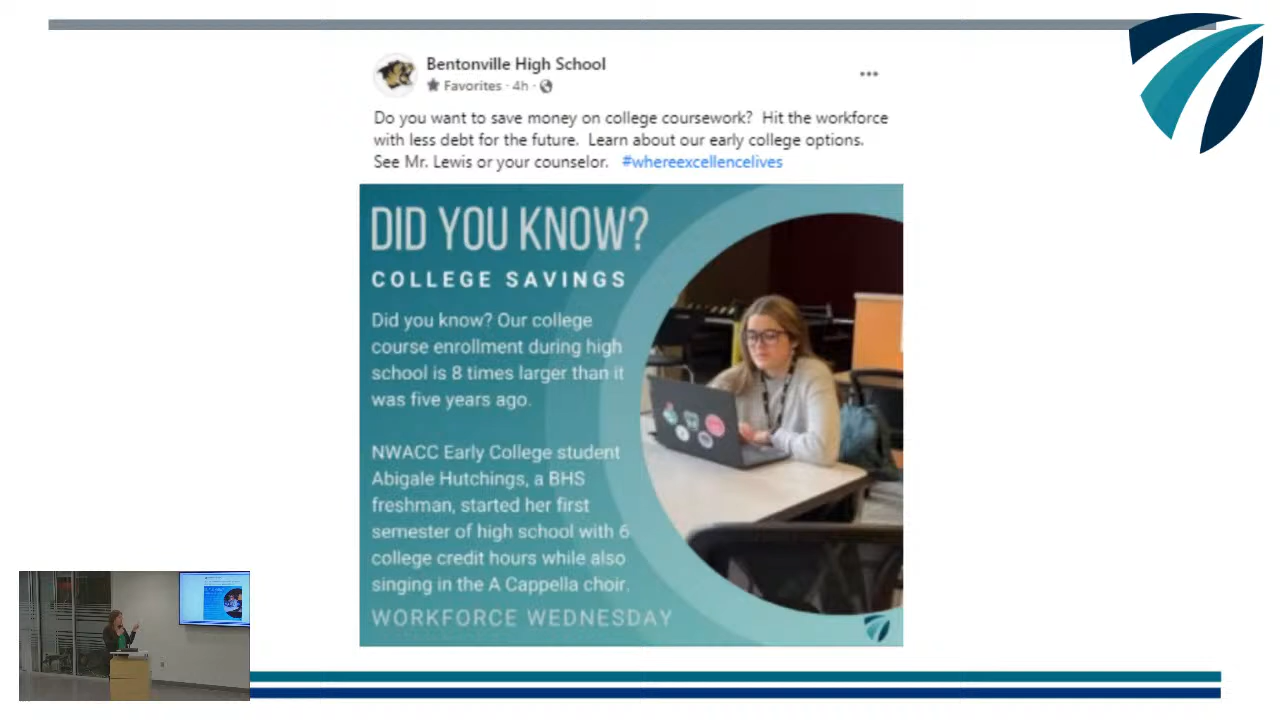 Bentonville High School
Favorites · 4h ·
Do you want to save money on college coursework?  Hit the workforce
with less debt for the future.  Learn about our early college options.
See Mr. Lewis or your counselor.   #whereexcellencelives
DID YOU KNOW?
COLLEGE SAVINGS
Did you know? Our college
course enrollment during high
school is 8 times larger than it
was five years ago.
NWACC Early College student
Abigale Hutchings, a BHS
freshman, started her first
semester of high school with 6
college credit hours while also
singing in the A Cappella choir.
WORKFORCE WEDNESDAY